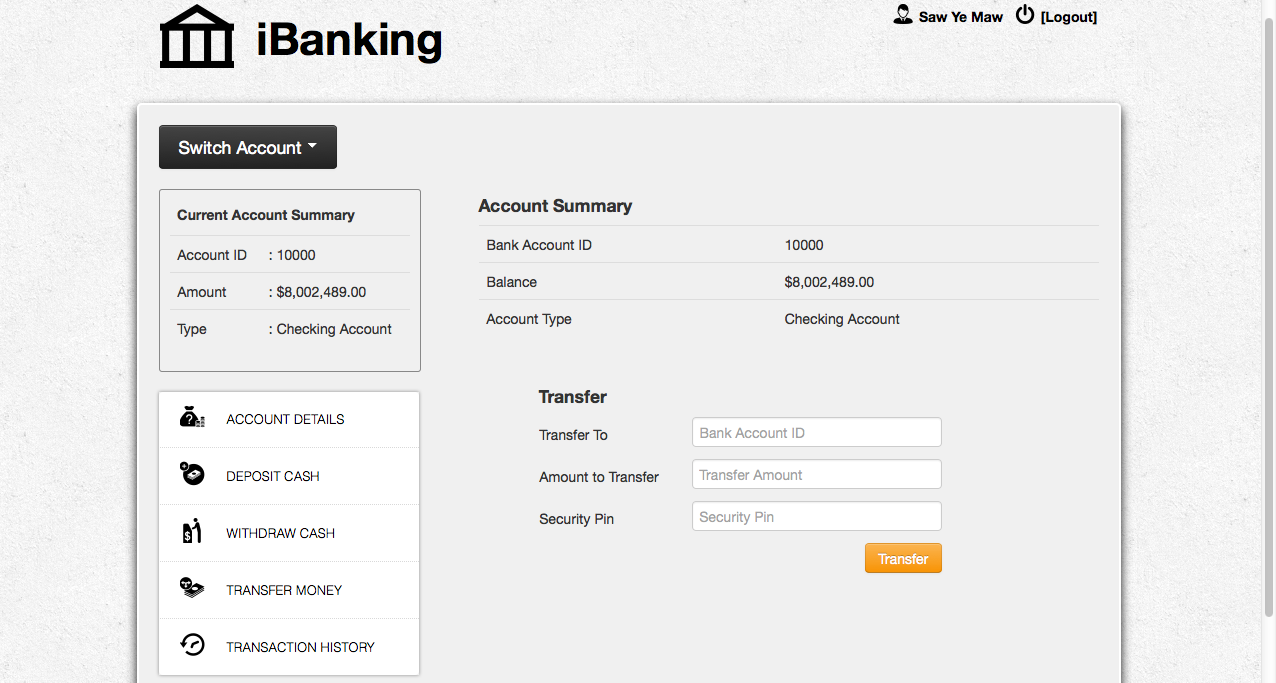 iBanking
Saw Ye Maw [Logout]
Switch Account
Current Account Summary
Account ID : 10000
Amount : $8,002,489.00
Type : Checking Account
ACCOUNT DETAILS
DEPOSIT CASH
WITHDRAW CASH
TRANSFER MONEY
TRANSACTION HISTORY
Account Summary
Bank Account ID 10000
Balance $8,002,489.00
Account Type Checking Account
Transfer
Transfer To Bank Account ID
Amount to Transfer Transfer Amount
Security Pin Security Pin
Transfer